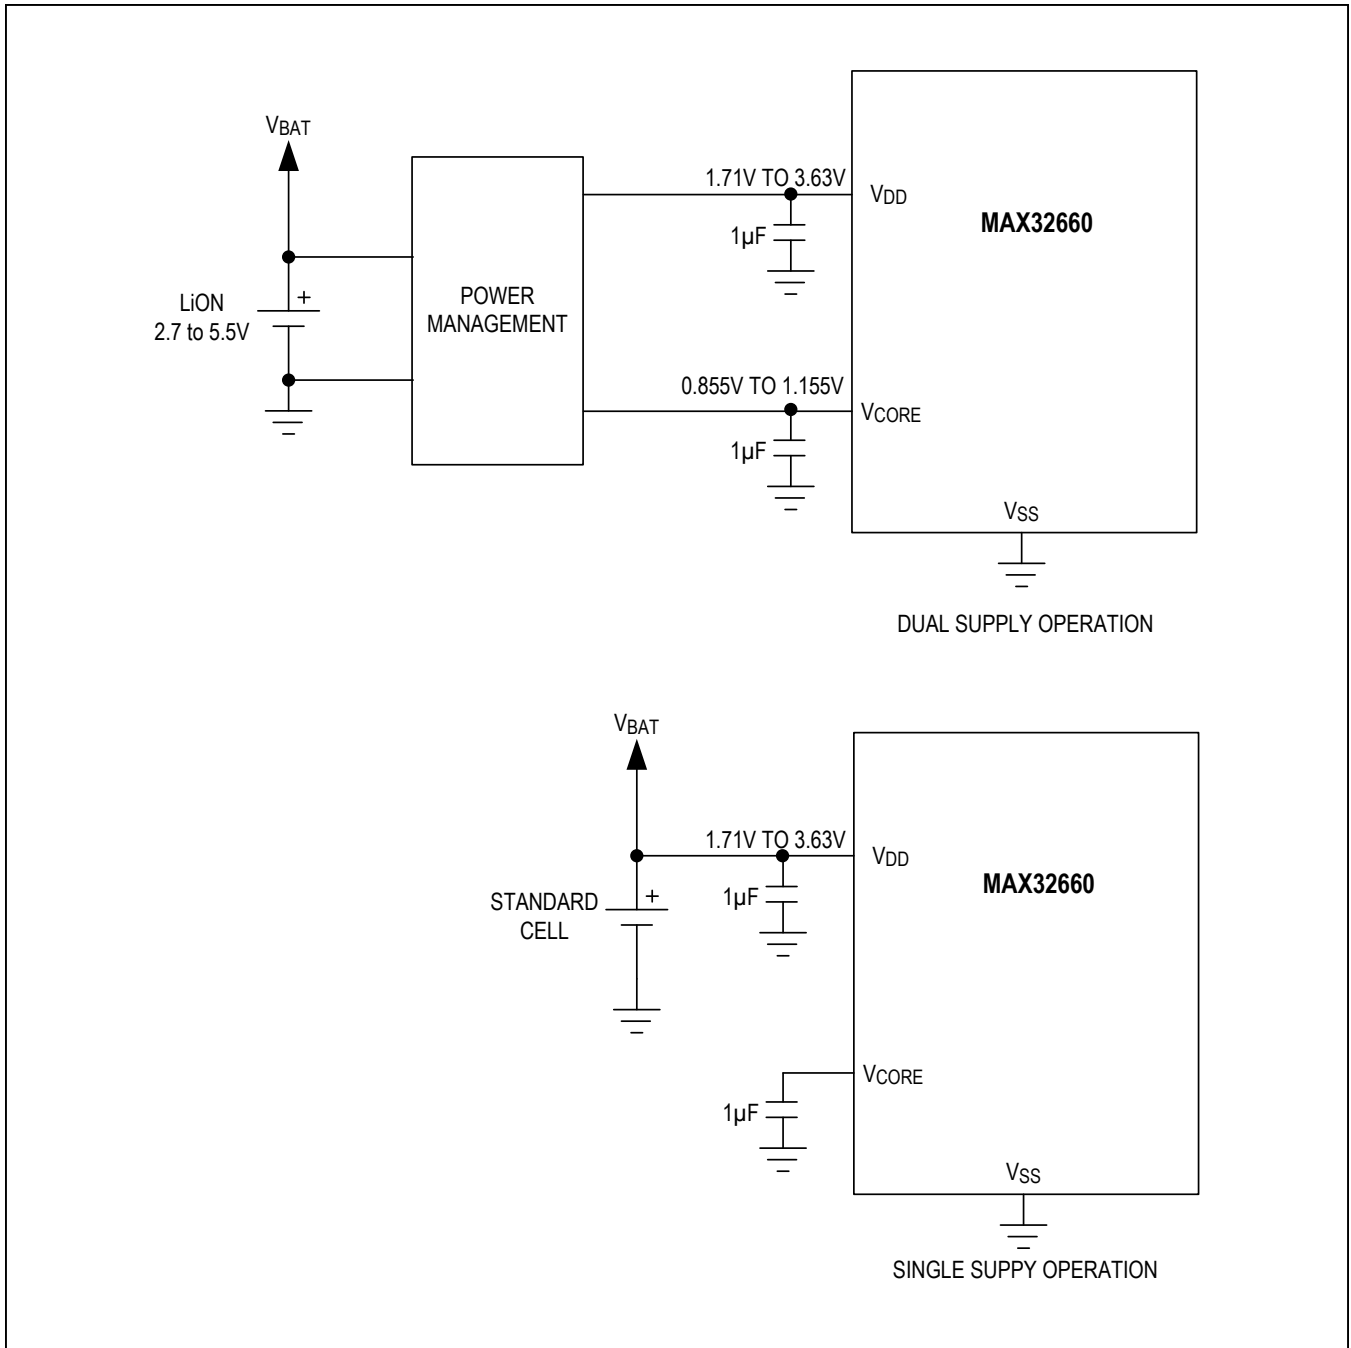 VBAT
1.71V TO 3.63V
VDD
MAX32660
1µF
LiON
2.7 to 5.5V
+
POWER
MANAGEMENT
0.855V TO 1.155V
VCORE
1µF
VSS
DUAL SUPPLY OPERATION
VBAT
1.71V TO 3.63V
VDD
MAX32660
1µF
STANDARD
CELL
+
VCORE
1µF
VSS
SINGLE SUPPY OPERATION